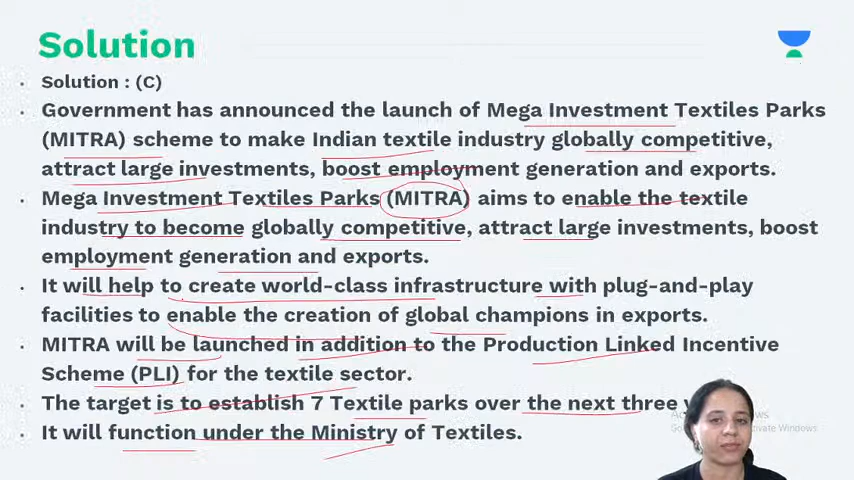 Solution
Solution : (C)
Government has announced the launch of Mega Investment Textiles Parks
(MITRA) scheme to make Indian textile industry globally competitive,
attract large investments, boost employment generation and exports.
Mega Investment Textiles Parks (MITRA) aims to enable the textile
industry to become globally competitive, attract large investments, boost
employment generation and exports.
It will help to create world-class infrastructure with plug-and-play
facilities to enable the creation of global champions in exports.
MITRA will be launched in addition to the Production Linked Incentive
Scheme (PLI) for the textile sector.
The target is to establish 7 Textile parks over the next three
It will function under the Ministry of Textiles.